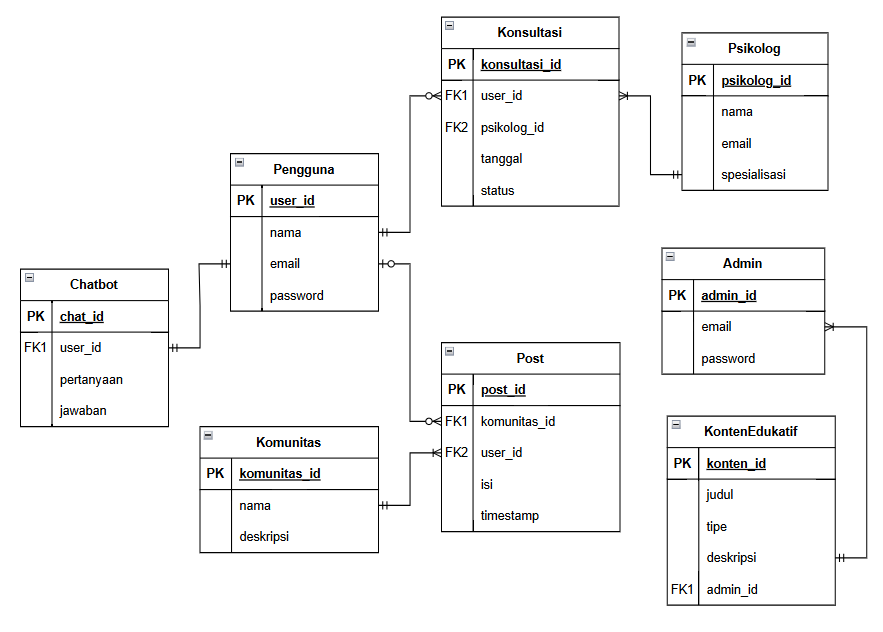 Konsultasi
PK konsultasi_id
FK1 user_id
FK2 psikolog_id
tanggal
status
Psikolog
PK psikolog_id
nama
email
spesialisasi
Pengguna
PK user_id
nama
email
password
Chatbot
PK chat_id
FK1 user_id
pertanyaan
jawaban
Admin
PK admin_id
email
password
Post
PK post_id
FK1 komunitas_id
FK2 user_id
isi
timestamp
Komunitas
PK komunitas_id
nama
deskripsi
KontenEdukatif
PK konten_id
judul
tipe
deskripsi
FK1 admin_id